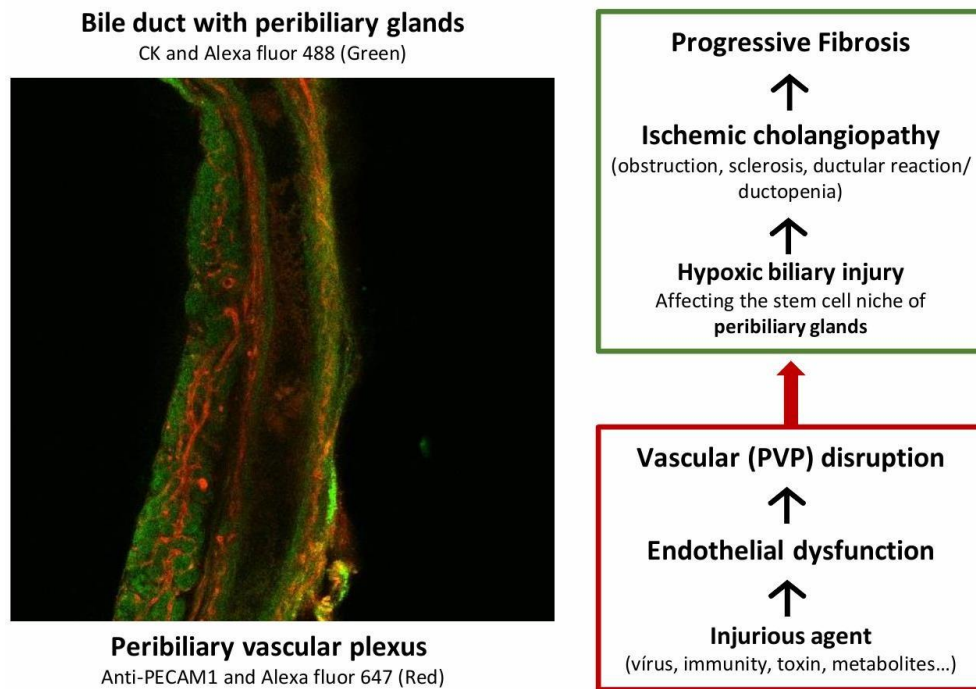 Bile duct with peribiliary glands
CK and Alexa fluor 488 (Green)
Peribiliary vascular plexus
Anti-PECAM1 and Alexa fluor 647 (Red)
Progressive Fibrosis
Ischemic cholangiopathy
(obstruction, sclerosis, ductular reaction/
ductopenia)
Hypoxic biliary injury
Affecting the stem cell niche of
peribiliary glands
Vascular (PVP) disruption
Endothelial dysfunction
Injurious agent
(vírus, immunity, toxin, metabolites...)